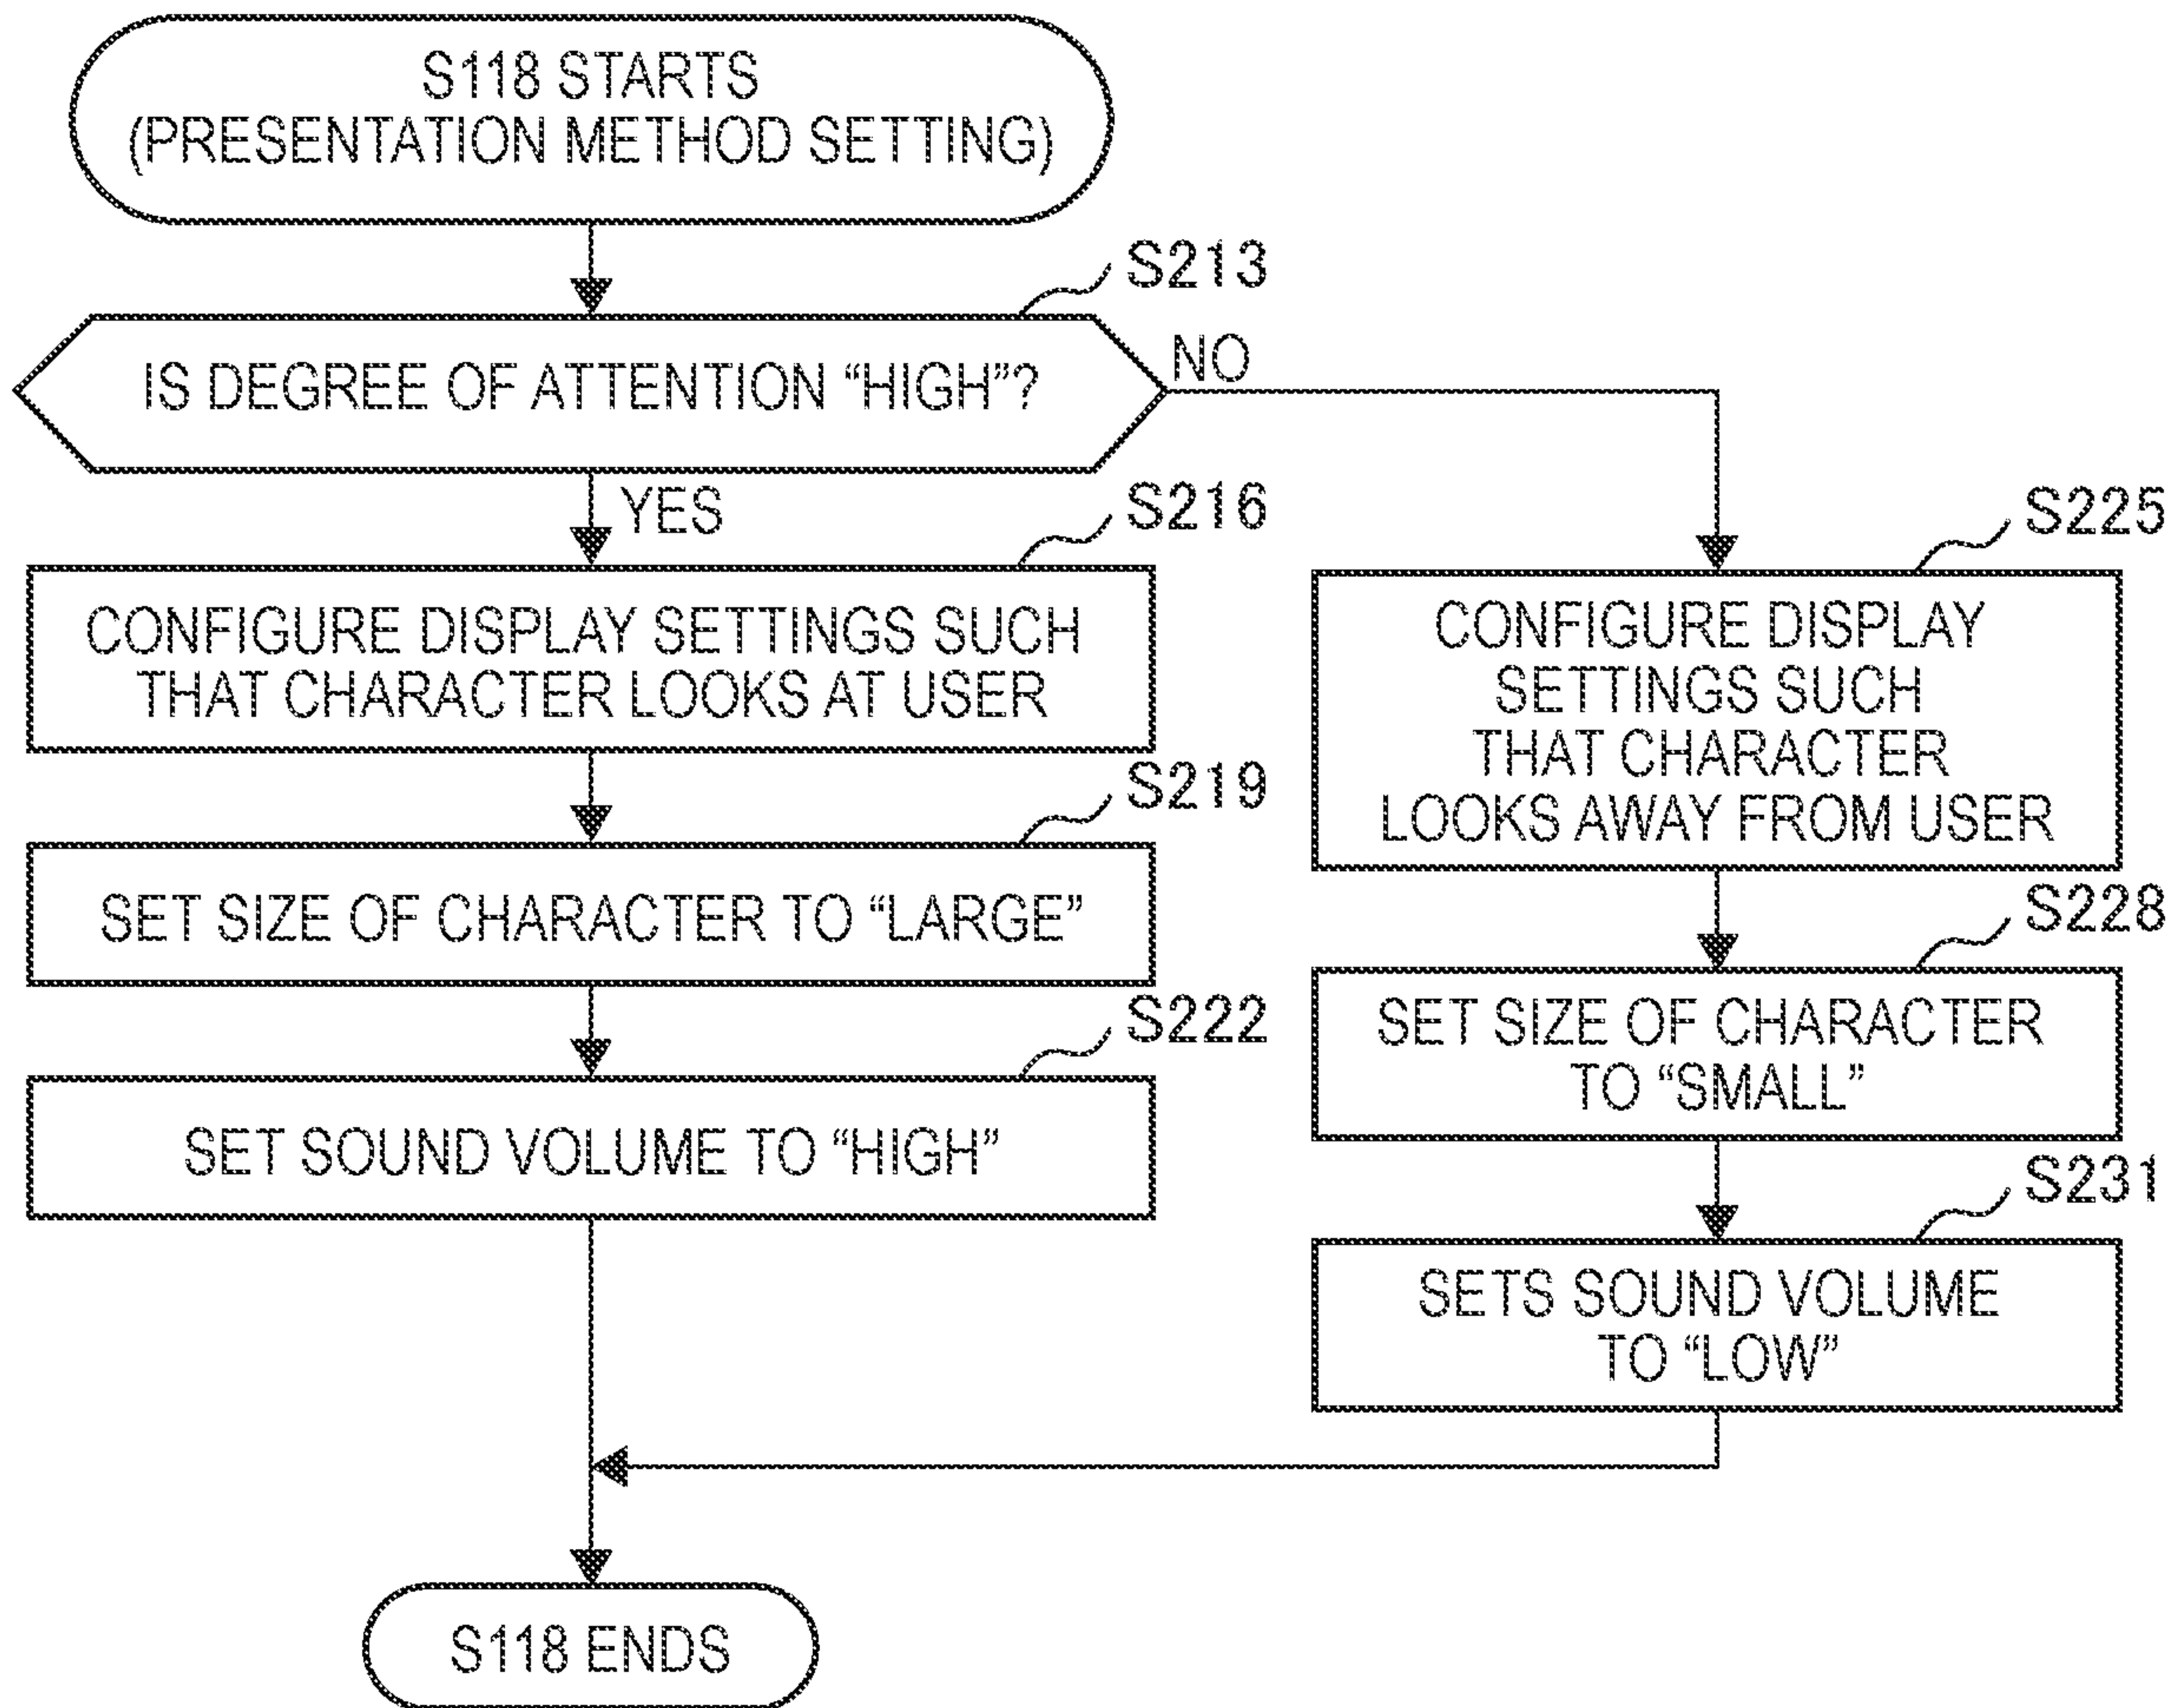 S118 STARTS
(PRESENTATION METHOD SETTING)
S213
IS DEGREE OF ATTENTION “HIGH”?
NO
YES
S216
CONFIGURE DISPLAY SETTINGS SUCH
THAT CHARACTER LOOKS AT USER
S219
SET SIZE OF CHARACTER TO “LARGE”
S222
SET SOUND VOLUME TO “HIGH”
S225
CONFIGURE DISPLAY
SETTINGS SUCH
THAT CHARACTER
LOOKS AWAY FROM USER
S228
SET SIZE OF CHARACTER
TO “SMALL”
S231
SETS SOUND VOLUME
TO “LOW”
S118 ENDS